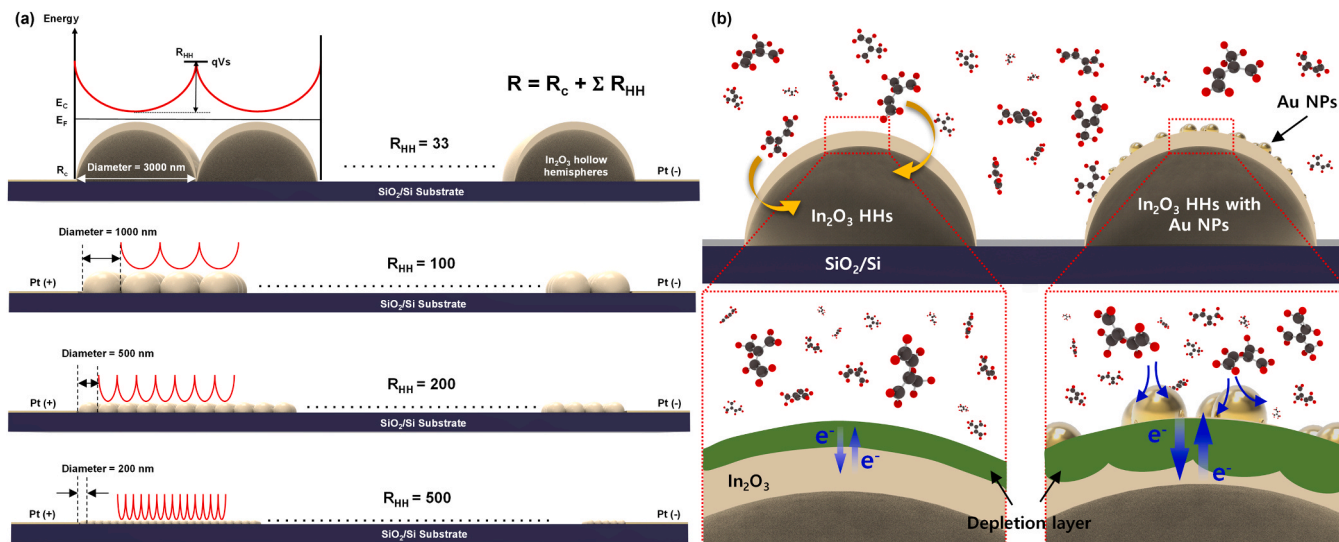 (a)
Energy
R_HH
qVs
E_C
E_F
R_c
R = R_c + Σ R_HH
Diameter = 3000 nm
R_HH = 33
In₂O₃ hollow
hemispheres
Pt (-)
SiO₂/Si Substrate
Diameter = 1000 nm
R_HH = 100
Pt (+)
Pt (-)
SiO₂/Si Substrate
Diameter = 500 nm
R_HH = 200
Pt (+)
Pt (-)
SiO₂/Si Substrate
Diameter = 200 nm
R_HH = 500
Pt (+)
Pt (-)
SiO₂/Si Substrate
(b)
Au NPs
In₂O₃ HHs
In₂O₃ HHs with
Au NPs
SiO₂/Si
e⁻
e⁻
In₂O₃
Depletion layer
e⁻
e⁻